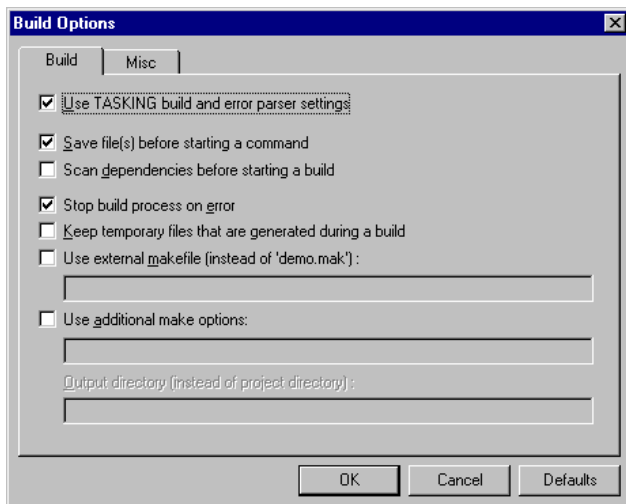 Build Options
Build Misc
Use TASKING build and error parser settings
Save file(s) before starting a command
Scan dependencies before starting a build
Stop build process on error
Keep temporary files that are generated during a build
Use external makefile (instead of 'demo.mak') :
Use additional make options:
Output directory (instead of project directory) :
OK Cancel Defaults